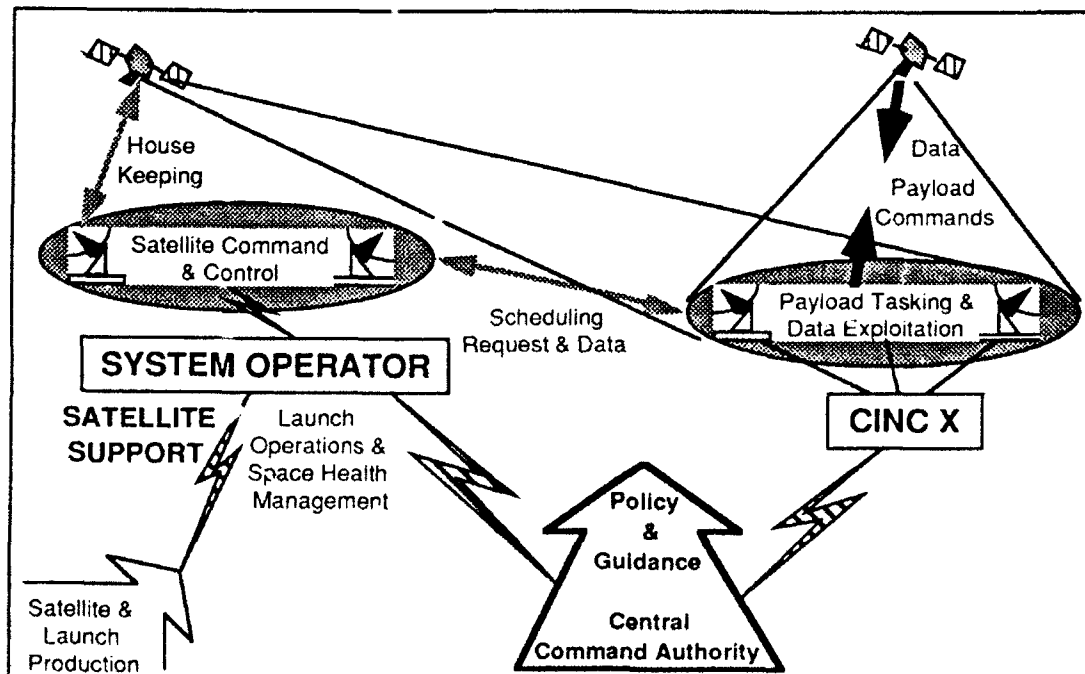 House
Keeping
Data
Payload
Commands
Satellite Command
& Control
Payload Tasking &
Data Exploitation
Scheduling
Request & Data
SYSTEM OPERATOR
CINC X
SATELLITE
SUPPORT
Launch
Operations &
Space Health
Management
Policy
&
Guidance
Central
Command Authority
Satellite &
Launch
Production